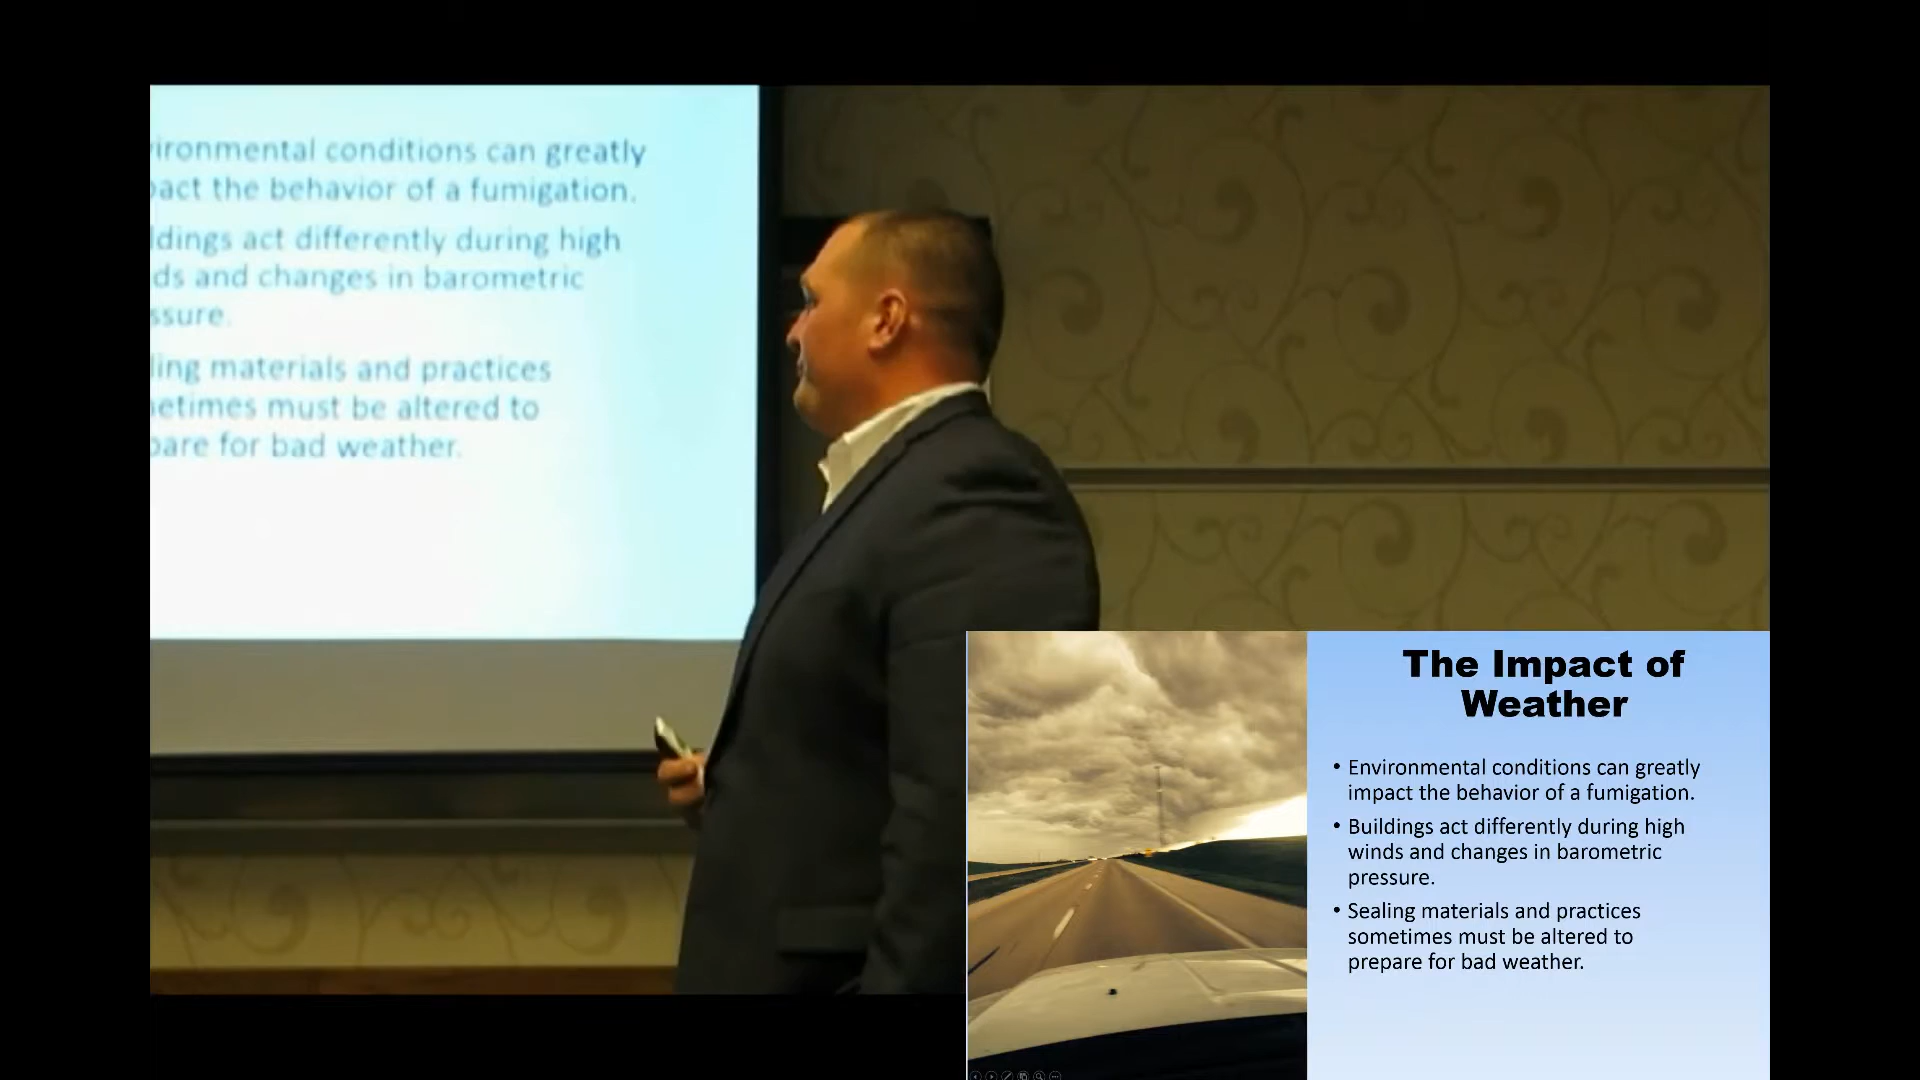 ironmental conditions can greatly
pact the behavior of a fumigation.
ldings act differently during high
ds and changes in barometric
ssure.
ling materials and practices
etimes must be altered to
pare for bad weather.
The Impact of
Weather
• Environmental conditions can greatly
impact the behavior of a fumigation.
• Buildings act differently during high
winds and changes in barometric
pressure.
• Sealing materials and practices
sometimes must be altered to
prepare for bad weather.